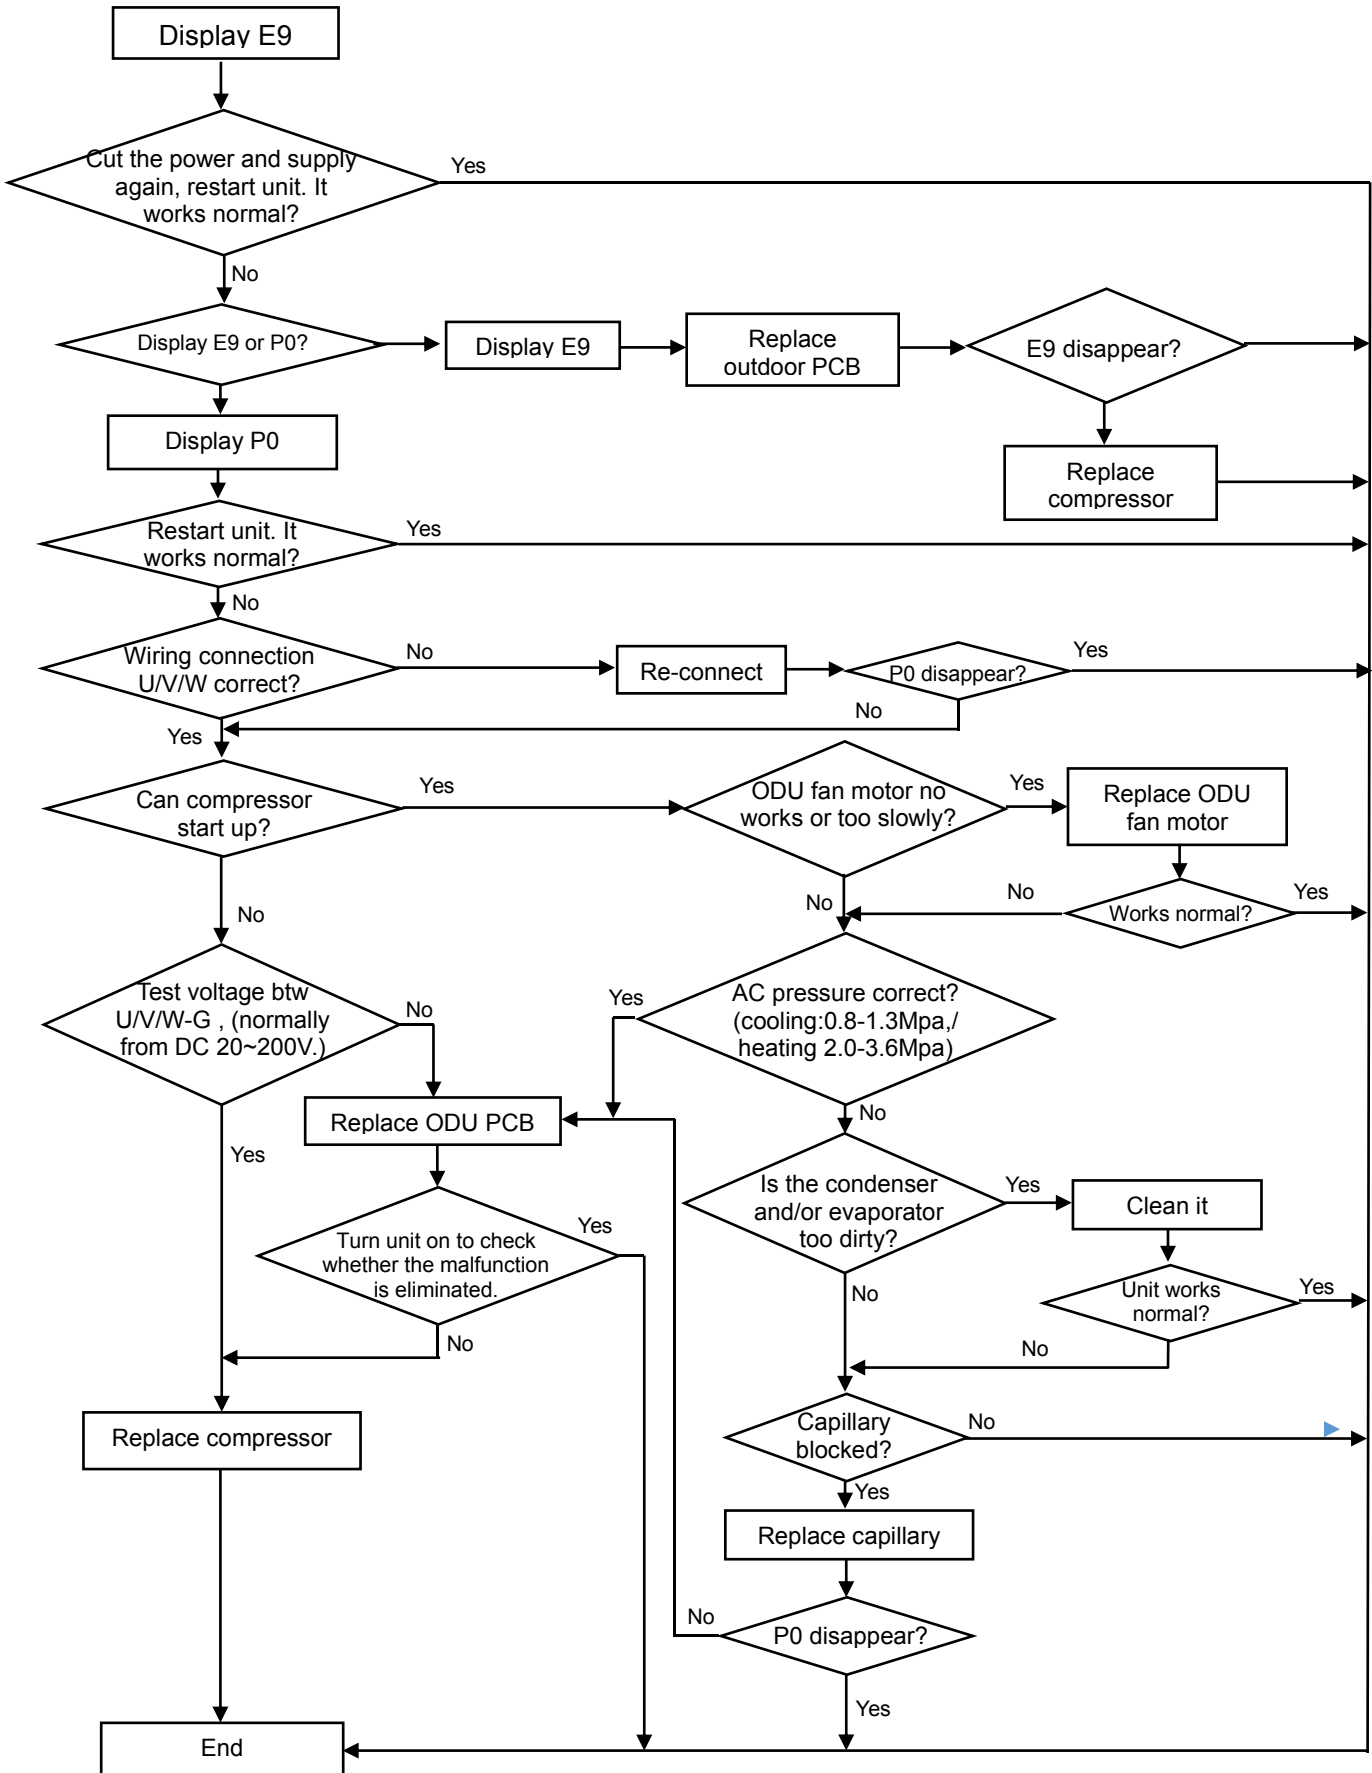 Display E9
Cut the power and supply
again, restart unit. It
works normal?
Yes
No
Display E9 or P0?
Display E9
Replace
outdoor PCB
E9 disappear?
Display P0
Replace
compressor
Restart unit. It
works normal?
Yes
No
Wiring connection
U/V/W correct?
No
Re-connect
P0 disappear?
Yes
No
Yes
Can compressor
start up?
Yes
ODU fan motor no
works or too slowly?
Yes
Replace ODU
fan motor
No
No
No
Works normal?
Yes
Test voltage btw
U/V/W-G , (normally
from DC 20~200V.)
No
Yes
AC pressure correct?
(cooling:0.8-1.3Mpa,/
heating 2.0-3.6Mpa)
Replace ODU PCB
No
Yes
Is the condenser
and/or evaporator
too dirty?
Yes
Clean it
Turn unit on to check
whether the malfunction
is eliminated.
Yes
No
No
Unit works
normal?
Yes
No
Capillary
blocked?
No
Replace compressor
Yes
Replace capillary
No
P0 disappear?
Yes
End